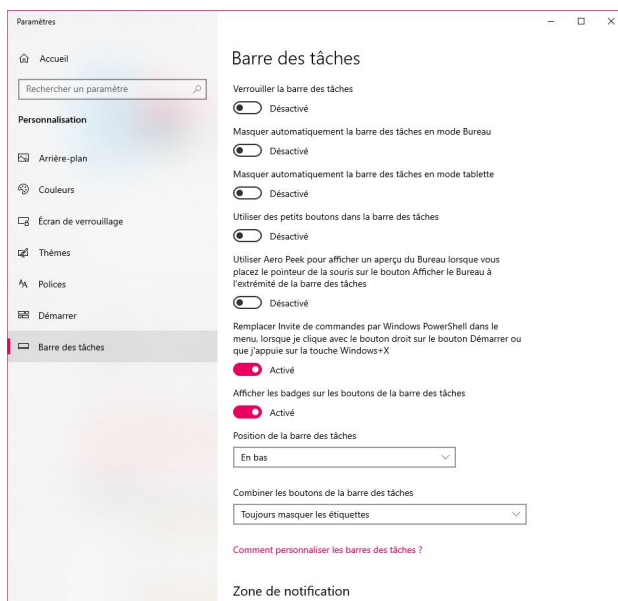 Paramètres
Accueil
Rechercher un paramètre
Personnalisation
Arrière-plan
Couleurs
Écran de verrouillage
Thèmes
Polices
Démarrer
Barre des tâches
Barre des tâches
Verrouiller la barre des tâches
Désactivé
Masquer automatiquement la barre des tâches en mode Bureau
Désactivé
Masquer automatiquement la barre des tâches en mode tablette
Désactivé
Utiliser des petits boutons dans la barre des tâches
Désactivé
Utiliser Aero Peek pour afficher un aperçu du Bureau lorsque vous
placez le pointeur de la souris sur le bouton Afficher le Bureau à
l'extrémité de la barre des tâches
Désactivé
Remplacer Invite de commandes par Windows PowerShell dans le
menu, lorsque je clique avec le bouton droit sur le bouton Démarrer ou
que j'appuie sur la touche Windows+X
Activé
Afficher les badges sur les boutons de la barre des tâches
Activé
Position de la barre des tâches
En bas
Combiner les boutons de la barre des tâches
Toujours masquer les étiquettes
Comment personnaliser les barres des tâches ?
Zone de notification